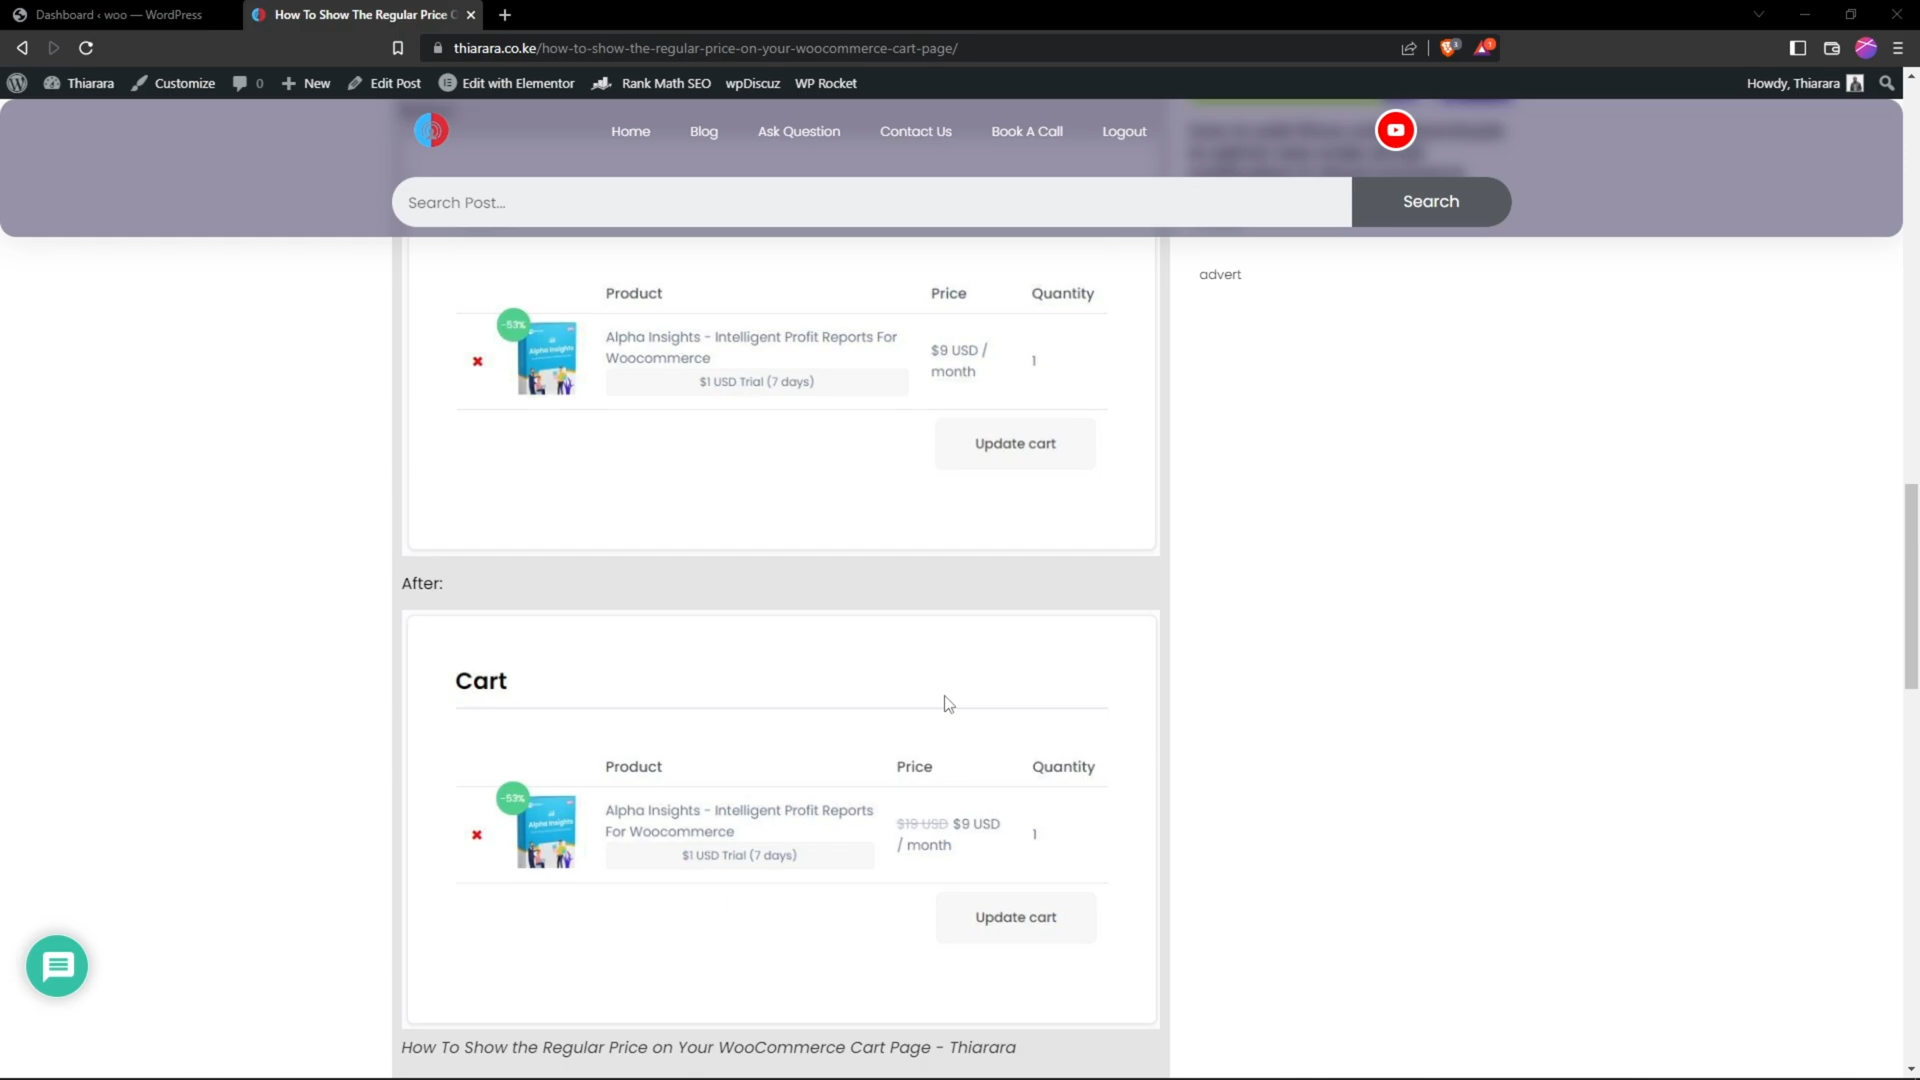 Dashboard ‹ woo — WordPress
How To Show The Regular Price
thiarara.co.ke/how-to-show-the-regular-price-on-your-woocommerce-cart-page/
Thiarara Customize 0 New Edit Post Edit with Elementor Rank Math SEO wpDiscuz WP Rocket Howdy, Thiarara
Home Blog Ask Question Contact Us Book A Call Logout
Search Post... Search
advert
Product Price Quantity
-53%
Alpha Insights - Intelligent Profit Reports For
Woocommerce
$1 USD Trial (7 days)
$9 USD /
month
1
Alpha Insights
Update cart
After:
Cart
Product Price Quantity
-53%
Alpha Insights - Intelligent Profit Reports
For Woocommerce
$1 USD Trial (7 days)
$19 USD $9 USD
/ month
1
Alpha Insights
Update cart
How To Show the Regular Price on Your WooCommerce Cart Page - Thiarara